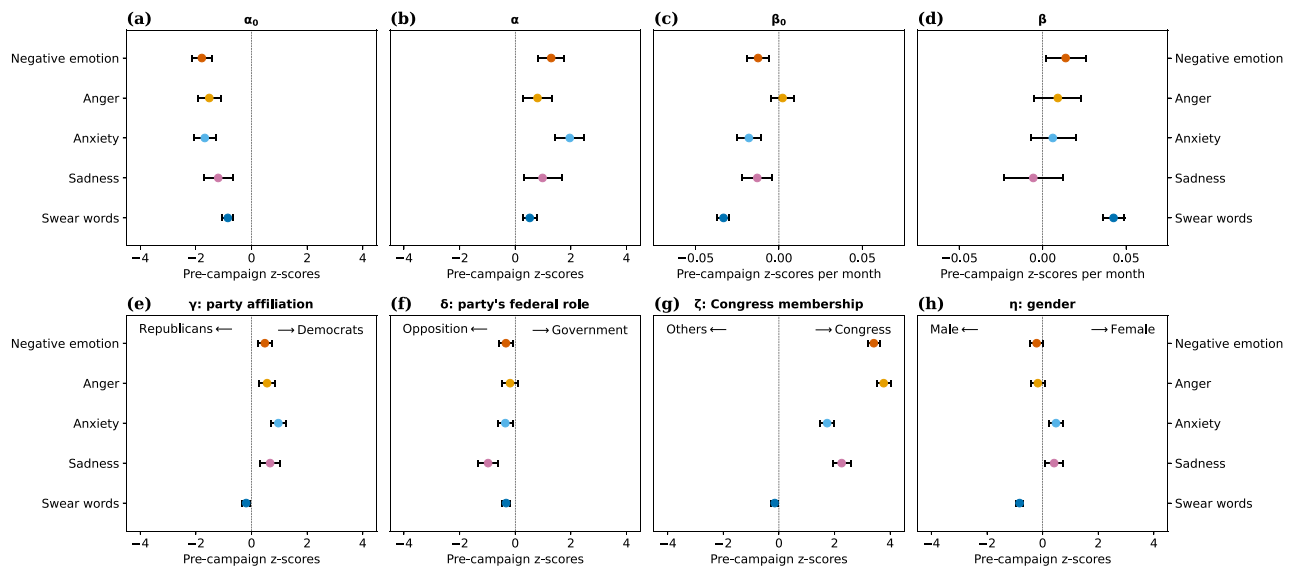 (a) α₀
(b) α
(c) β₀
(d) β
Negative emotion
Anger
Anxiety
Sadness
Swear words
Negative emotion
Anger
Anxiety
Sadness
Swear words
−4 −2 0 2 4
−4 −2 0 2 4
−0.05 0.00 0.05
−0.05 0.00 0.05
Pre-campaign z-scores
Pre-campaign z-scores
Pre-campaign z-scores per month
Pre-campaign z-scores per month
(e) γ: party affiliation
(f) δ: party's federal role
(g) ζ: Congress membership
(h) η: gender
Republicans ← → Democrats
Opposition ← → Government
Others ← → Congress
Male ← → Female
Negative emotion
Anger
Anxiety
Sadness
Swear words
Negative emotion
Anger
Anxiety
Sadness
Swear words
−4 −2 0 2 4
−4 −2 0 2 4
−4 −2 0 2 4
−4 −2 0 2 4
Pre-campaign z-scores
Pre-campaign z-scores
Pre-campaign z-scores
Pre-campaign z-scores